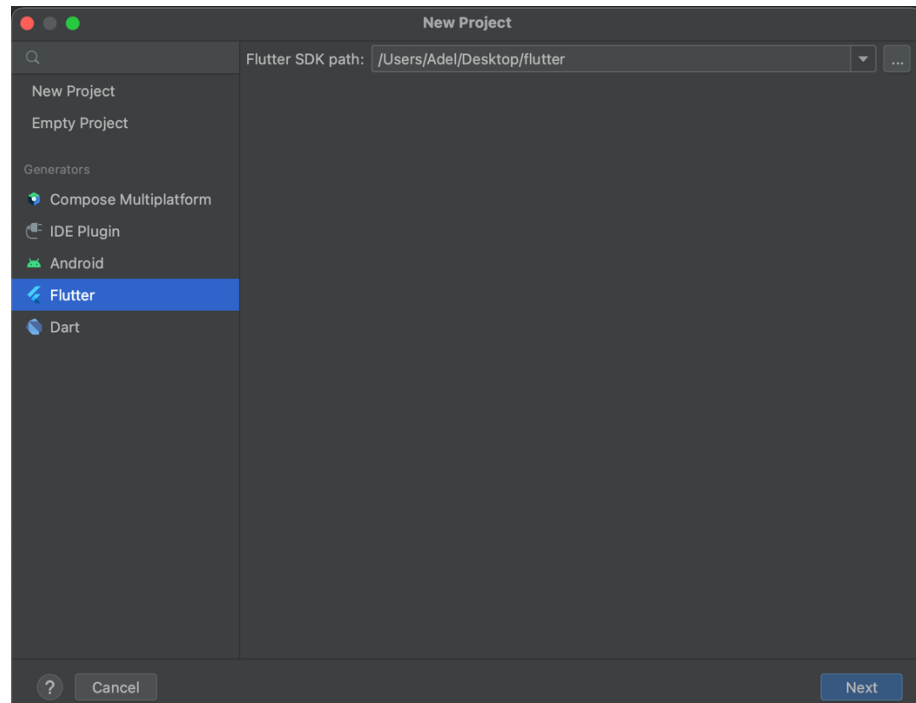 New Project
Flutter SDK path: /Users/Adel/Desktop/flutter ...
New Project
Empty Project
Generators
Compose Multiplatform
IDE Plugin
Android
Flutter
Dart
? Cancel Next